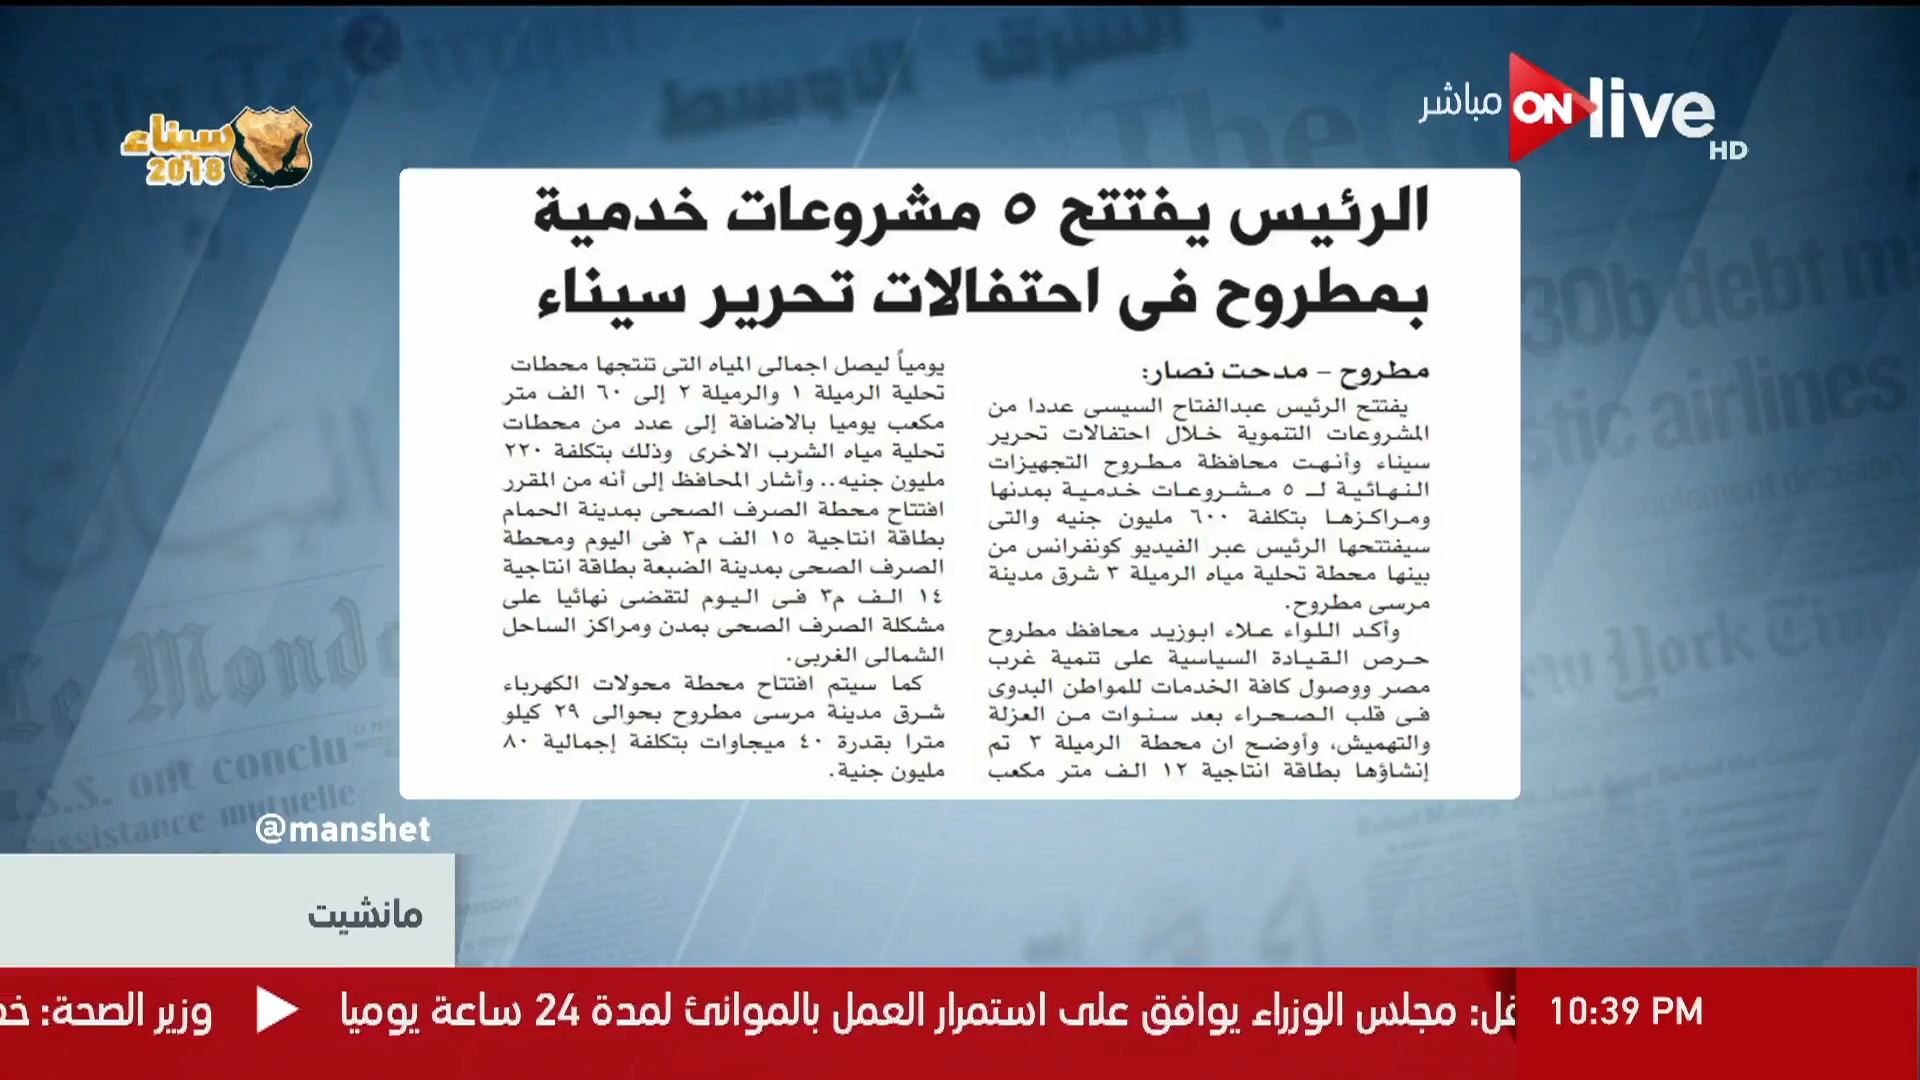 مباشر ON live HD
سيناء
2018
الرئيس يفتتح ٥ مشروعات خدمية
بمطروح فى احتفالات تحرير سيناء
مطروح – مدحت نصار:
يفتتح الرئيس عبدالفتاح السيسى عددا من
المشروعات التنموية خلال احتفالات تحرير
سيناء وأنهت محافظة مطروح التجهيزات
النهائية لــ ٥ مشروعات خدمية بمدنها
ومراكزها بتكلفة ٦٠٠ مليون جنيه والتى
سيفتتحها الرئيس عبر الفيديو كونفرانس من
بينها محطة تحلية مياه الرميلة ٣ شرق مدينة
مرسى مطروح.
وأكد اللواء علاء ابوزيد محافظ مطروح
حرص القيادة السياسية على تنمية غرب
مصر ووصول كافة الخدمات للمواطن البدوى
فى قلب الصحراء بعد سنوات من العزلة
والتهميش، وأوضح ان محطة الرميلة ٣ تم
إنشاؤها بطاقة انتاجية ١٢ الف متر مكعب
يومياً ليصل اجمالى المياه التى تنتجها محطات
تحلية الرميلة ١ والرميلة ٢ إلى ٦٠ الف متر
مكعب يوميا بالاضافة إلى عدد من محطات
تحلية مياه الشرب الاخرى وذلك بتكلفة ٢٢٠
مليون جنيه.. وأشار المحافظ إلى أنه من المقرر
افتتاح محطة الصرف الصحى بمدينة الحمام
بطاقة انتاجية ١٥ الف م٣ فى اليوم ومحطة
الصرف الصحى بمدينة الضبعة بطاقة انتاجية
١٤ الف م٣ فى اليوم لتقضى نهائيا على
مشكلة الصرف الصحى بمدن ومراكز الساحل
الشمالى الغربى.
كما سيتم افتتاح محطة محولات الكهرباء
شرق مدينة مرسى مطروح بحوالى ٢٩ كيلو
مترا بقدرة ٤٠ ميجاوات بتكلفة إجمالية ٨٠
مليون جنية.
@manshet
مانشيت
مجلس الوزراء يوافق على استمرار العمل بالموانئ لمدة 24 ساعة يوميا
وزير الصحة:
10:39 PM